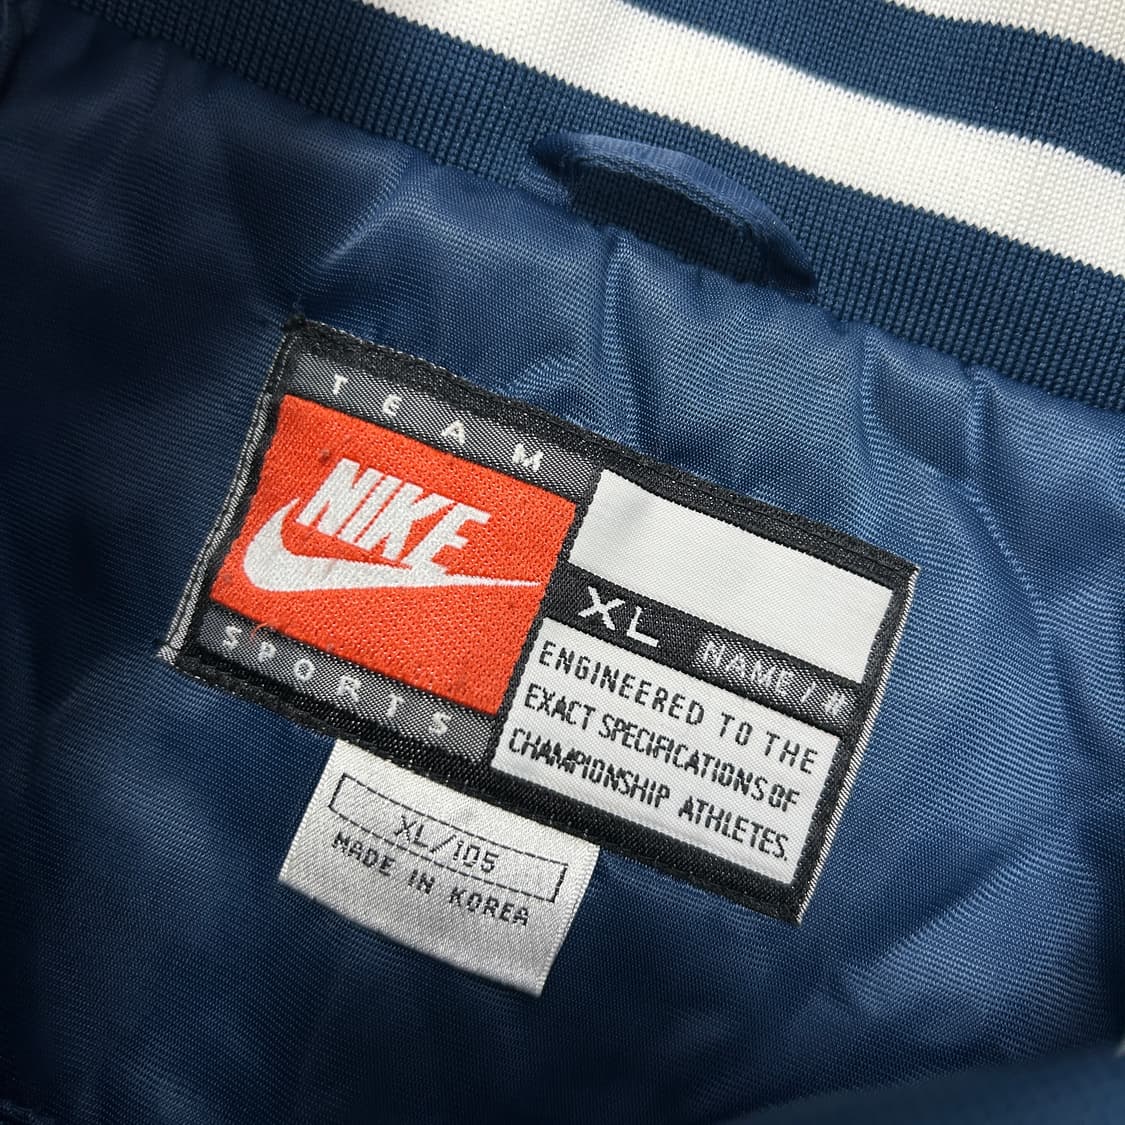 TEAM
NIKE
SPORTS
XL NAME/#
ENGINEERED TO THE
EXACT SPECIFICATIONS OF
CHAMPIONSHIP ATHLETES.
XL/105
MADE IN KOREA